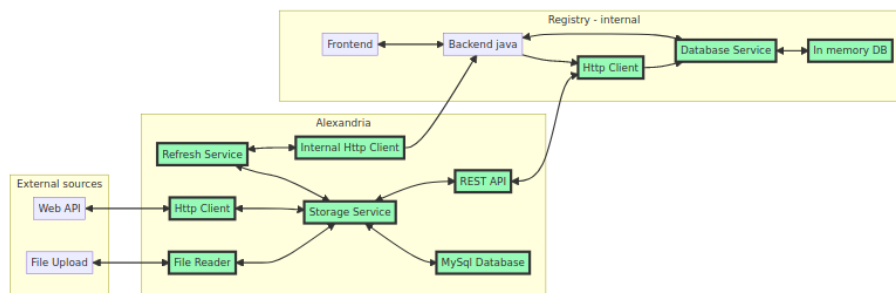 Registry - internal
Frontend
Backend java
Database Service
In memory DB
Http Client
Alexandria
Internal Http Client
Refresh Service
REST API
External sources
Web API
Http Client
Storage Service
File Upload
File Reader
MySql Database